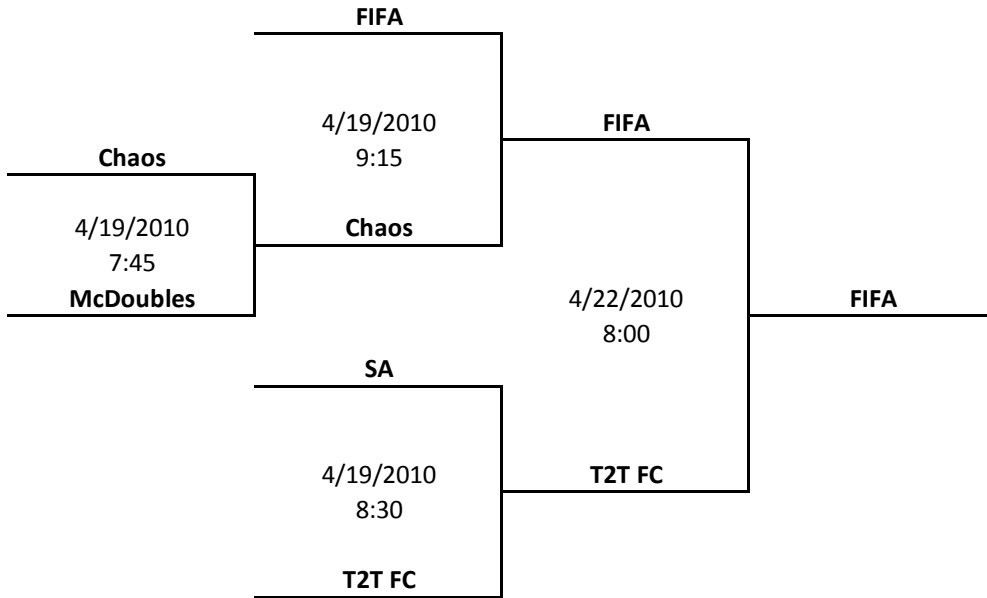 FIFA
4/19/2010
9:15
FIFA
Chaos
4/19/2010
7:45
Chaos
McDoubles
4/22/2010
8:00
FIFA
SA
4/19/2010
8:30
T2T FC
T2T FC